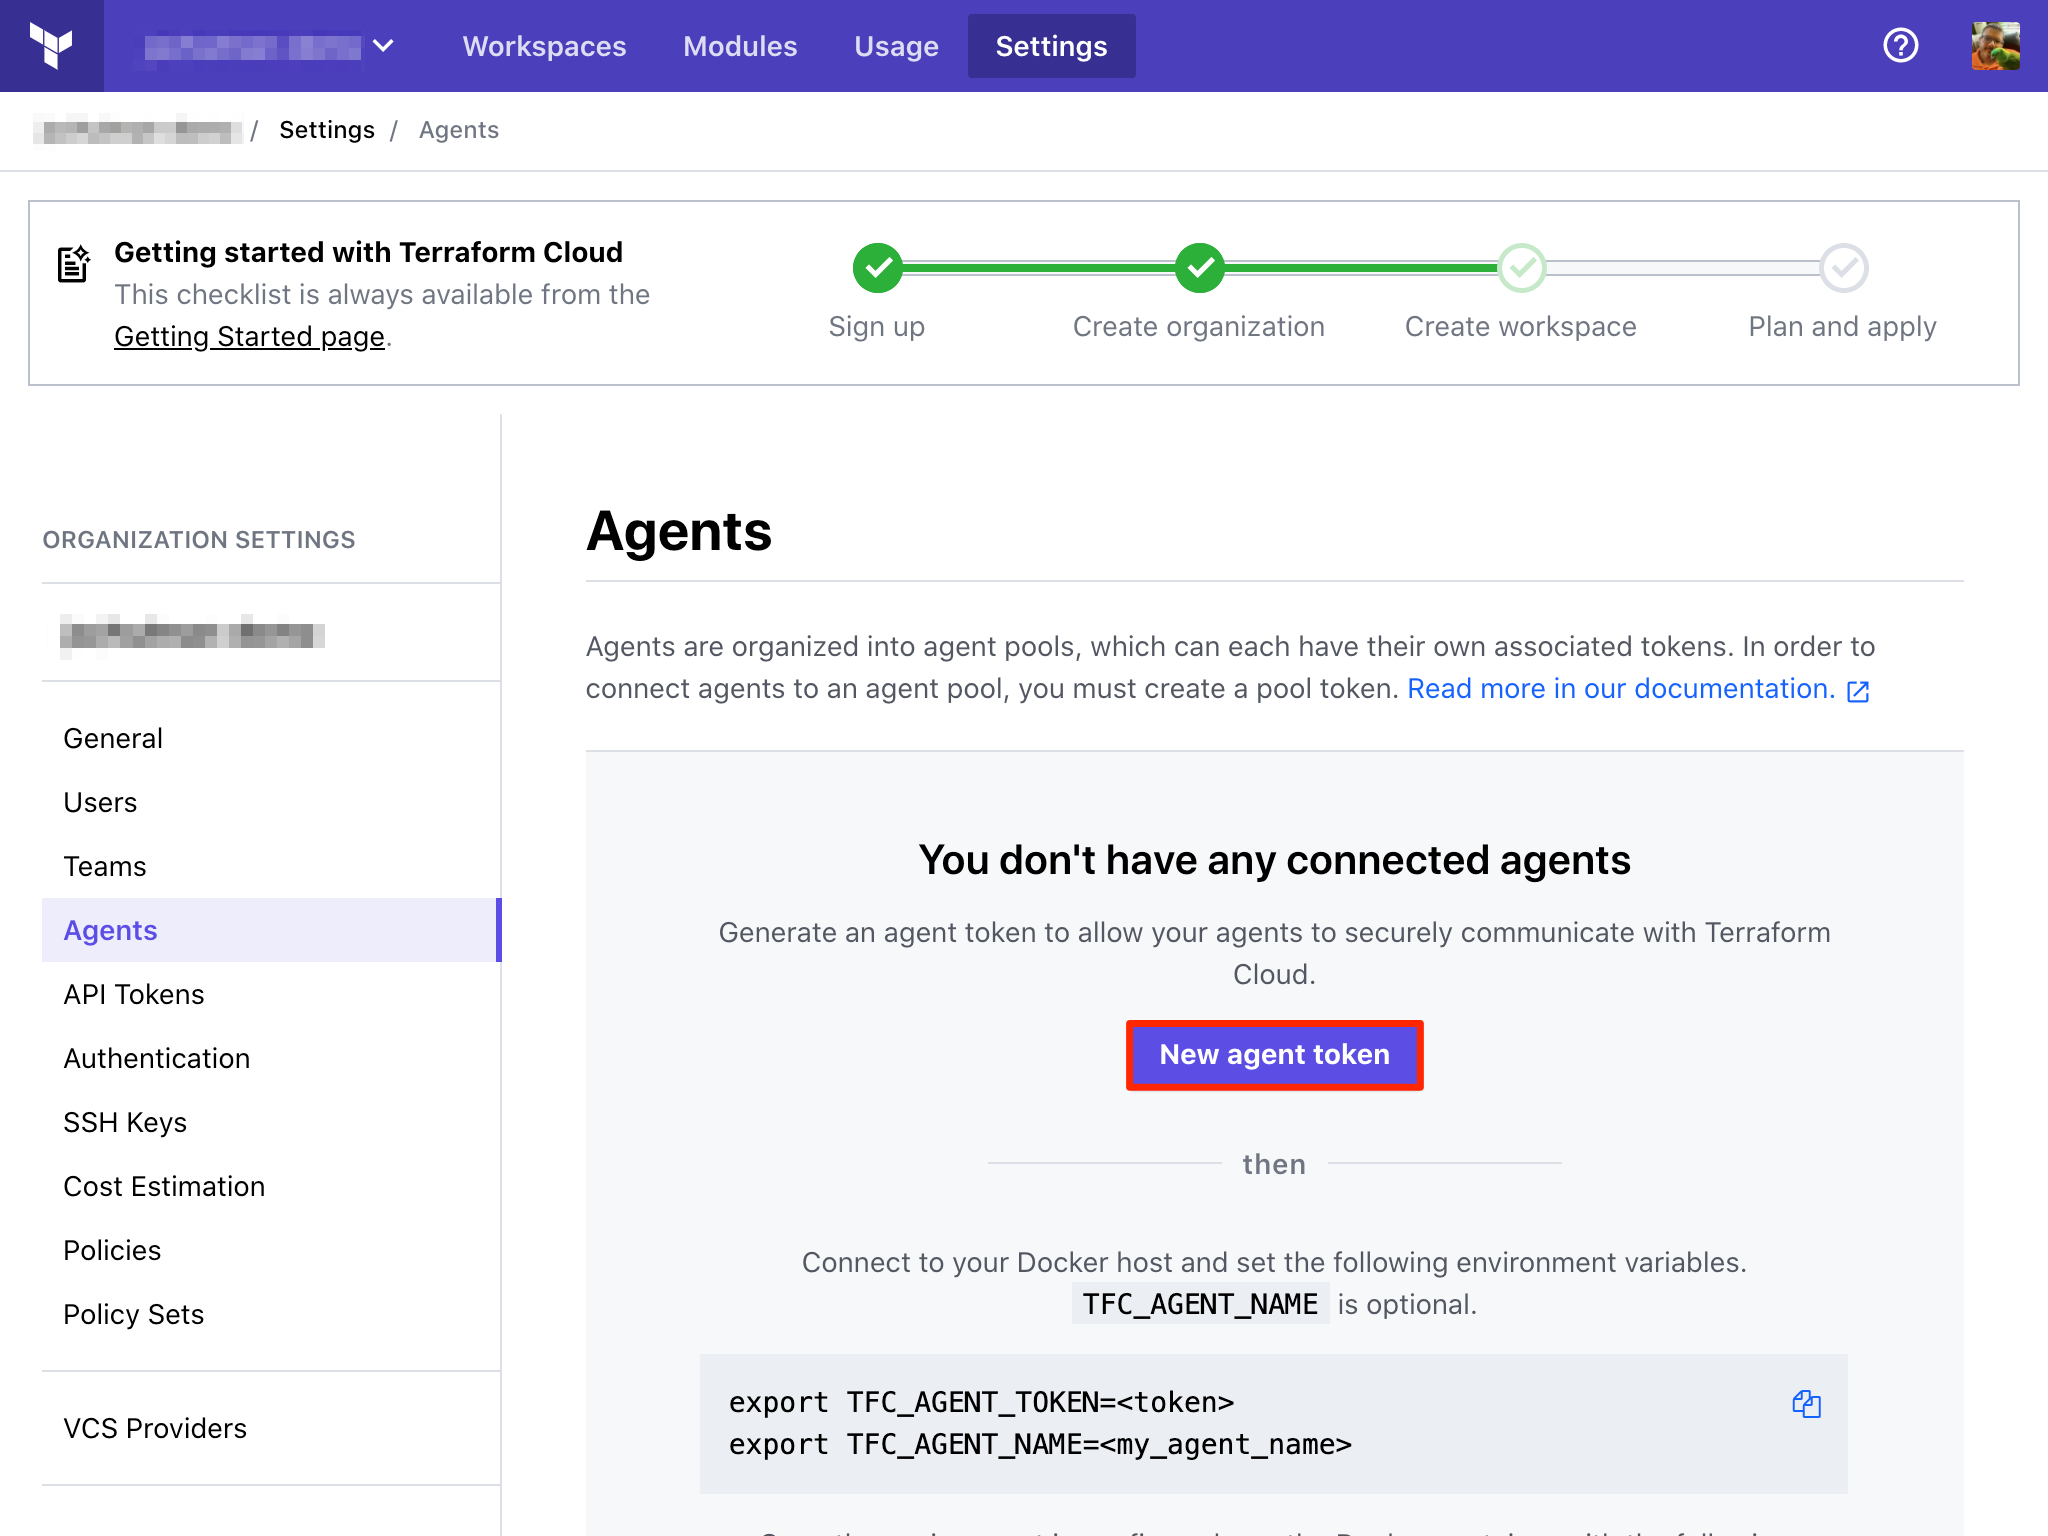 Workspaces
Modules
Usage
Settings
/ Settings / Agents
Getting started with Terraform Cloud
This checklist is always available from the
Getting Started page.
Sign up
Create organization
Create workspace
Plan and apply
ORGANIZATION SETTINGS
General
Users
Teams
Agents
API Tokens
Authentication
SSH Keys
Cost Estimation
Policies
Policy Sets
VCS Providers
Agents
Agents are organized into agent pools, which can each have their own associated tokens. In order to
connect agents to an agent pool, you must create a pool token. Read more in our documentation.
You don't have any connected agents
Generate an agent token to allow your agents to securely communicate with Terraform
Cloud.
New agent token
then
Connect to your Docker host and set the following environment variables.
TFC_AGENT_NAME is optional.
export TFC_AGENT_TOKEN=<token>
export TFC_AGENT_NAME=<my_agent_name>